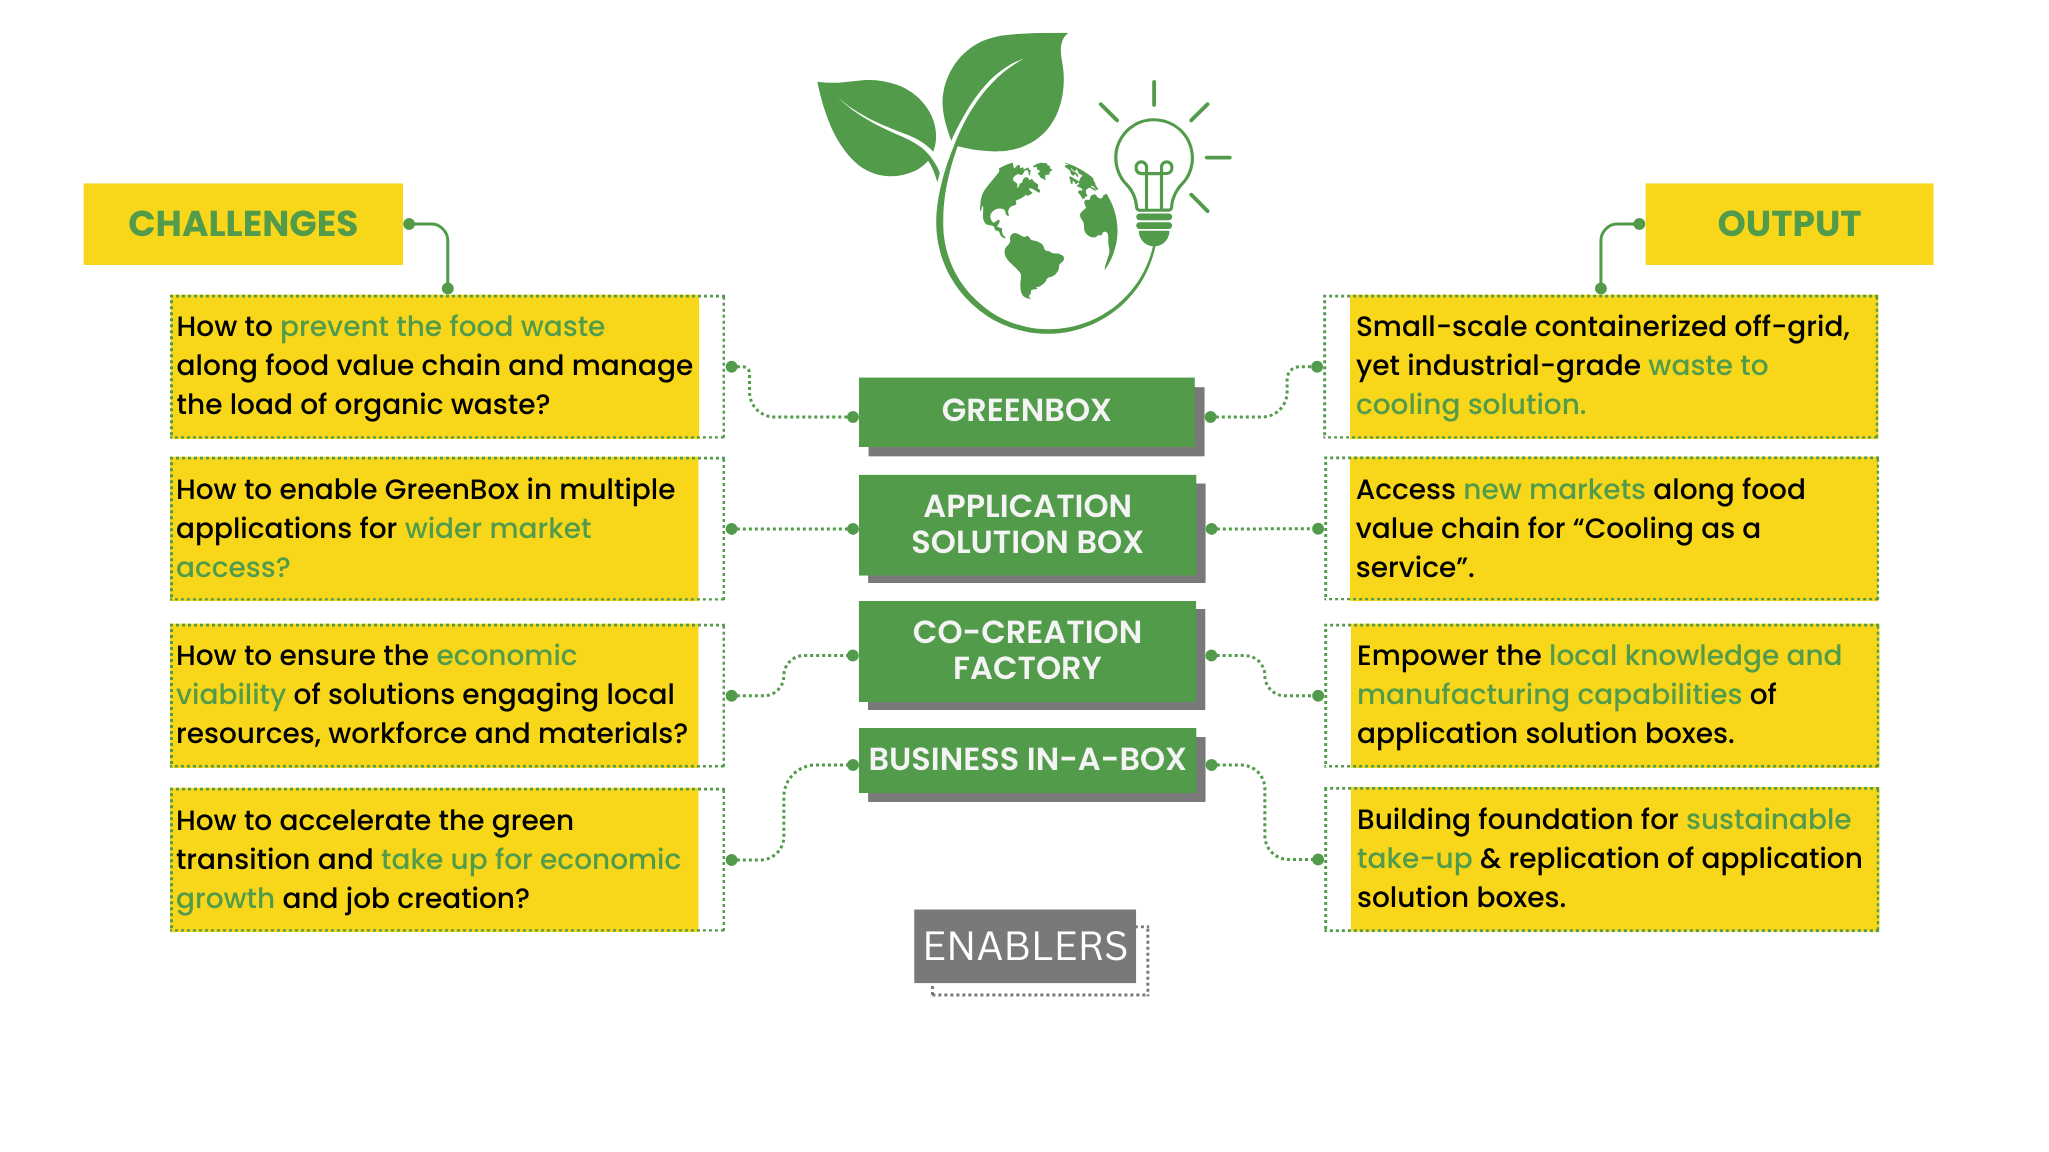 CHALLENGES
How to prevent the food waste
along food value chain and manage
the load of organic waste?
How to enable GreenBox in multiple
applications for wider market
access?
How to ensure the economic
viability of solutions engaging local
resources, workforce and materials?
How to accelerate the green
transition and take up for economic
growth and job creation?
GREENBOX
APPLICATION
SOLUTION BOX
CO-CREATION
FACTORY
BUSINESS IN-A-BOX
ENABLERS
OUTPUT
Small-scale containerized off-grid,
yet industrial-grade waste to
cooling solution.
Access new markets along food
value chain for “Cooling as a
service”.
Empower the local knowledge and
manufacturing capabilities of
application solution boxes.
Building foundation for sustainable
take-up & replication of application
solution boxes.